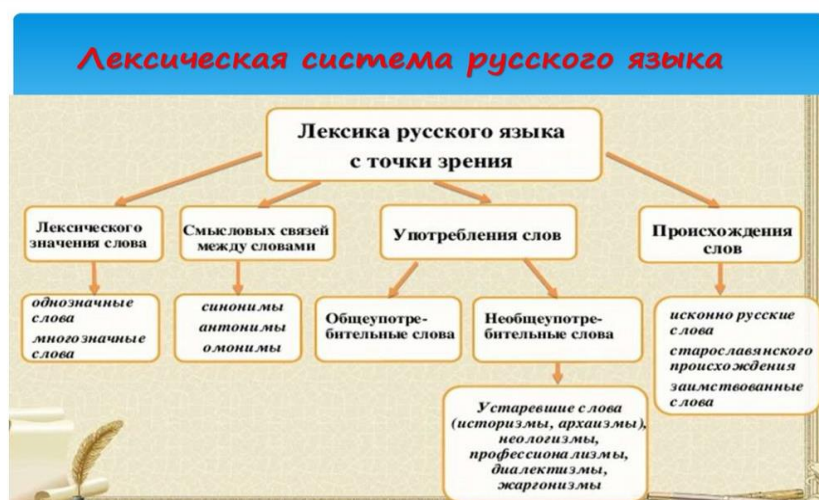 Лексическая система русского языка
Лексика русского языка
с точки зрения
Лексического
значения слова
Смысловых связей
между словами
Употребления слов
Происхождения
слов
однозначные
слова
многозначные
слова
синонимы
антонимы
омонимы
Общеупотре-
бительные слова
Необщеупотре-
бительные слова
исконно русские
слова
старославянского
происхождения
заимствованные
слова
Устаревшие слова
(историзмы, архаизмы),
неологизмы,
профессионализмы,
диалектизмы,
жаргонизмы